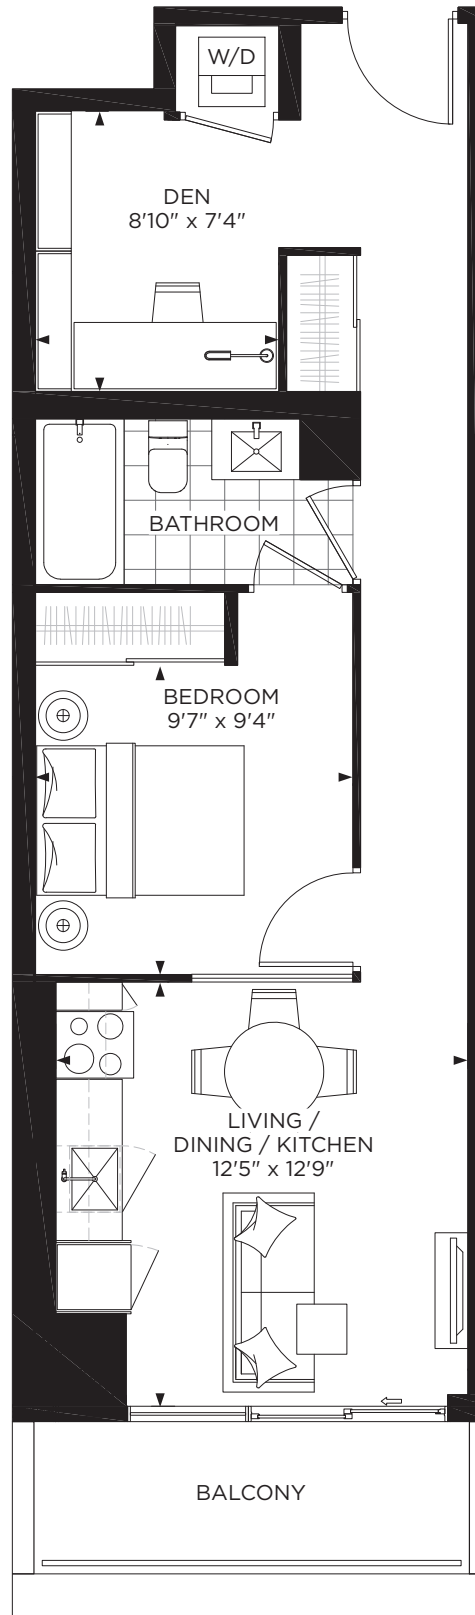 W/D
DEN
8'10" x 7'4"
BATHROOM
BEDROOM
9'7" x 9'4"
LIVING /
DINING / KITCHEN
12'5" x 12'9"
BALCONY